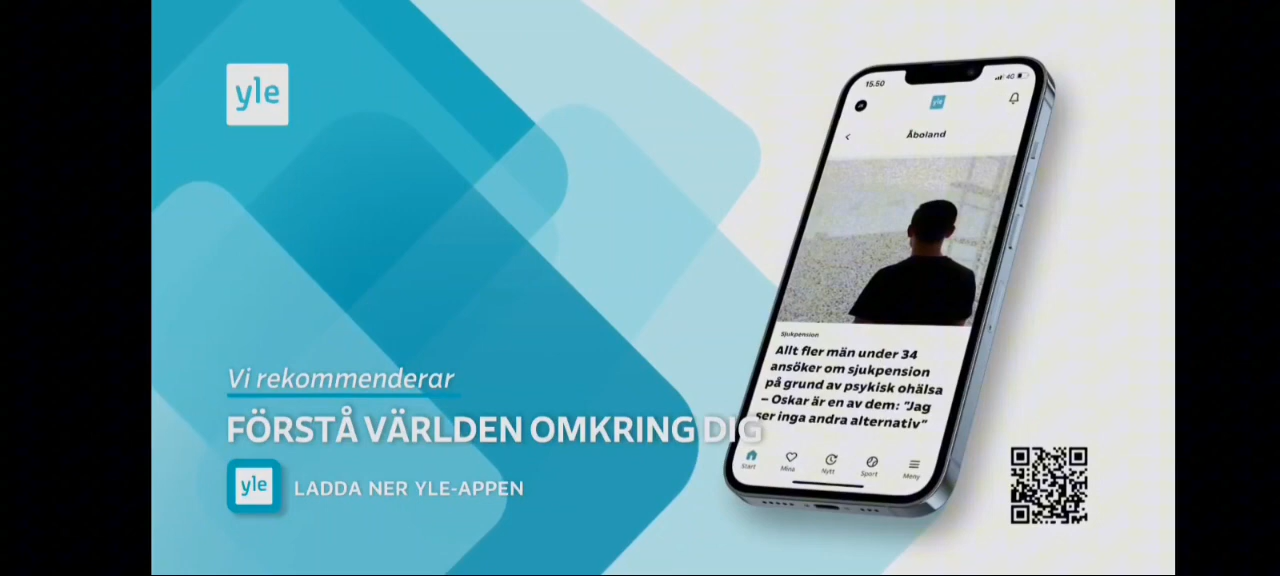 yle
15.50
4G
yle
Åboland
Sjukpension
Allt fler män under 34
ansöker om sjukpension
på grund av psykisk ohälsa
– Oskar är en av dem: "Jag
ser inga andra alternativ"
Start
Mina
Nytt
Sport
Meny
Vi rekommenderar
FÖRSTÅ VÄRLDEN OMKRING DIG
yle
LADDA NER YLE-APPEN